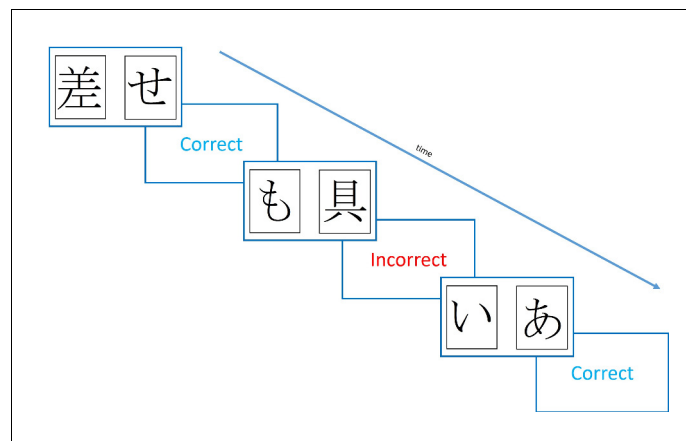 差 せ
Correct
time
も 具
Incorrect
い あ
Correct